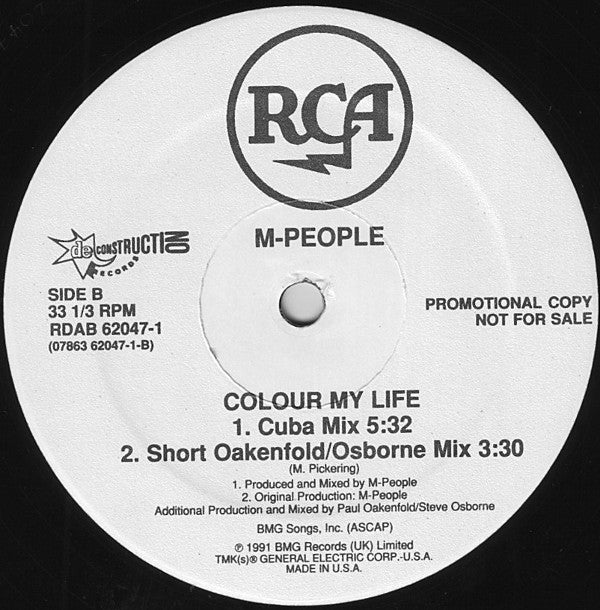 RCA
M-PEOPLE
deCONSTRUCTION
RECORDS
SIDE B
33 1/3 RPM
RDAB 62047-1
(07863 62047-1-B)
PROMOTIONAL COPY
NOT FOR SALE
COLOUR MY LIFE
1. Cuba Mix 5:32
2. Short Oakenfold/Osborne Mix 3:30
(M. Pickering)
1. Produced and Mixed by M-People
2. Original Production: M-People
Additional Production and Mixed by Paul Oakenfold/Steve Osborne
BMG Songs, Inc. (ASCAP)
℗ 1991 BMG Records (UK) Limited
TMK(s)® GENERAL ELECTRIC CORP.-U.S.A.
MADE IN U.S.A.